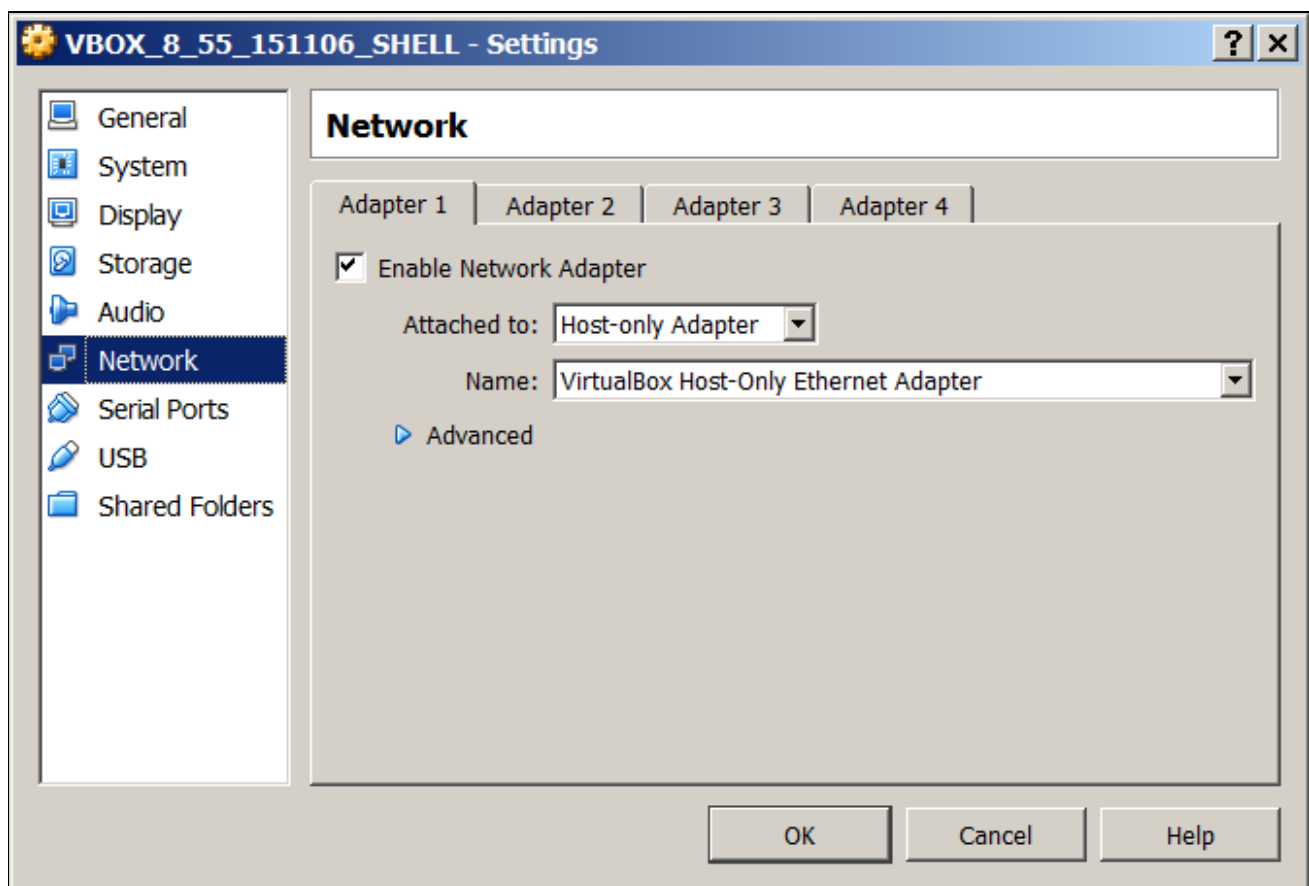 VBOX_8_55_151106_SHELL - Settings
General
System
Display
Storage
Audio
Network
Serial Ports
USB
Shared Folders
Network
Adapter 1 Adapter 2 Adapter 3 Adapter 4
Enable Network Adapter
Attached to: Host-only Adapter
Name: VirtualBox Host-Only Ethernet Adapter
Advanced
OK Cancel Help